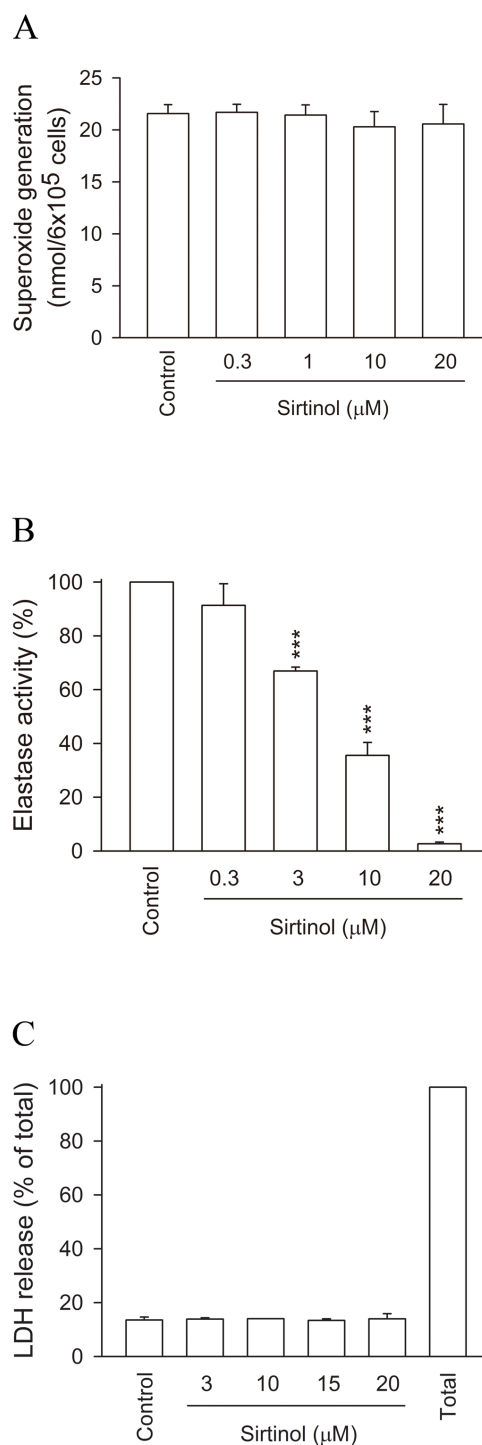 A
Superoxide generation
(nmol/6x10⁵ cells)
25
20
15
10
5
0
Control
0.3 1 10 20
Sirtinol (μM)
B
Elastase activity (%)
100
80
60
40
20
0
***
***
***
Control
0.3 3 10 20
Sirtinol (μM)
C
LDH release (% of total)
100
80
60
40
20
0
Control
3 10 15 20
Total
Sirtinol (μM)